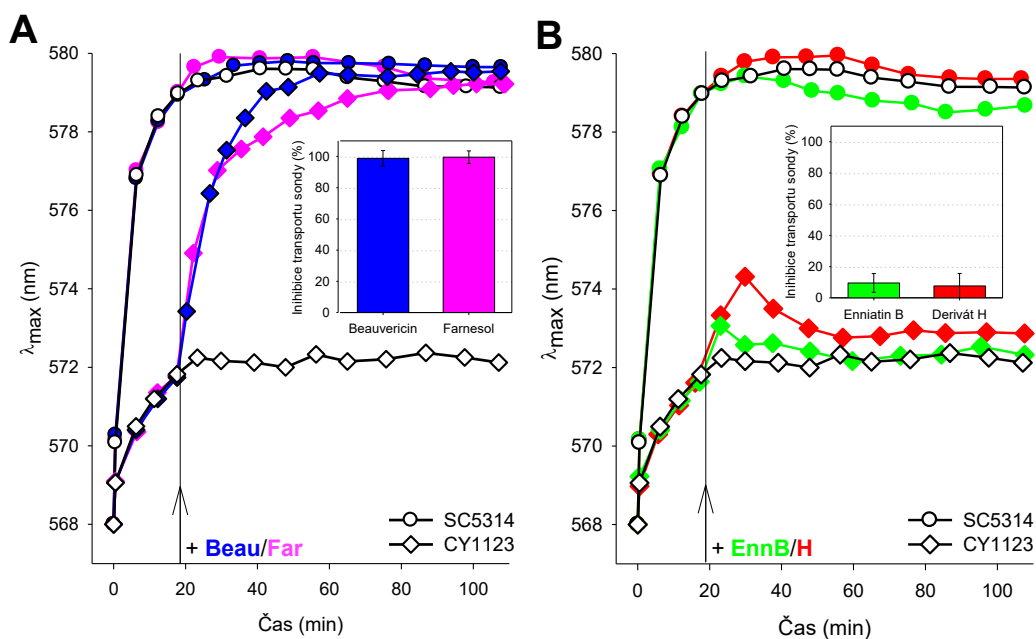 A
580
578
576
574
572
570
568
λmax (nm)
0
20
40
60
80
100
Čas (min)
+ Beau/Far
SC5314
CY1123
Inihibice transportu sondy (%)
100
80
60
40
20
0
Beauvericin
Farnesol
B
580
578
576
574
572
570
568
λmax (nm)
0
20
40
60
80
100
Čas (min)
+ EnnB/H
SC5314
CY1123
Inihibice transportu sondy (%)
100
80
60
40
20
0
Enniatin B
Derivát H